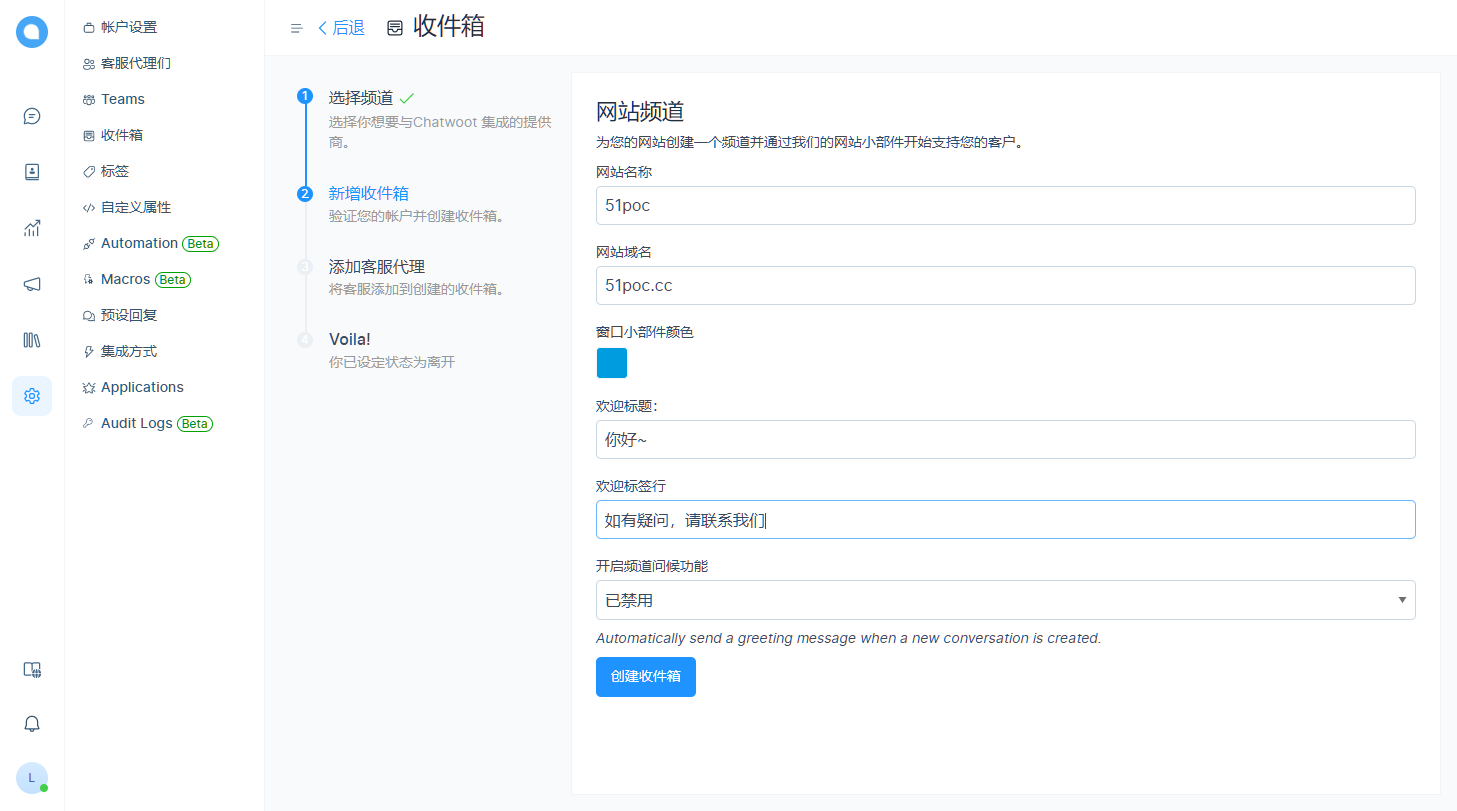 帐户设置
客服代理们
Teams
收件箱
标签
自定义属性
Automation Beta
Macros Beta
预设回复
集成方式
Applications
Audit Logs Beta
L
后退
收件箱
1 选择频道
选择你想要与Chatwoot 集成的提供
商。
2 新增收件箱
验证您的帐户并创建收件箱。
3 添加客服代理
将客服添加到创建的收件箱。
4 Voila!
你已设定状态为离开
网站频道
为您的网站创建一个频道并通过我们的网站小部件开始支持您的客户。
网站名称
51poc
网站域名
51poc.cc
窗口小部件颜色
欢迎标题：
你好~
欢迎标签行
如有疑问，请联系我们
开启频道问候功能
已禁用
Automatically send a greeting message when a new conversation is created.
创建收件箱